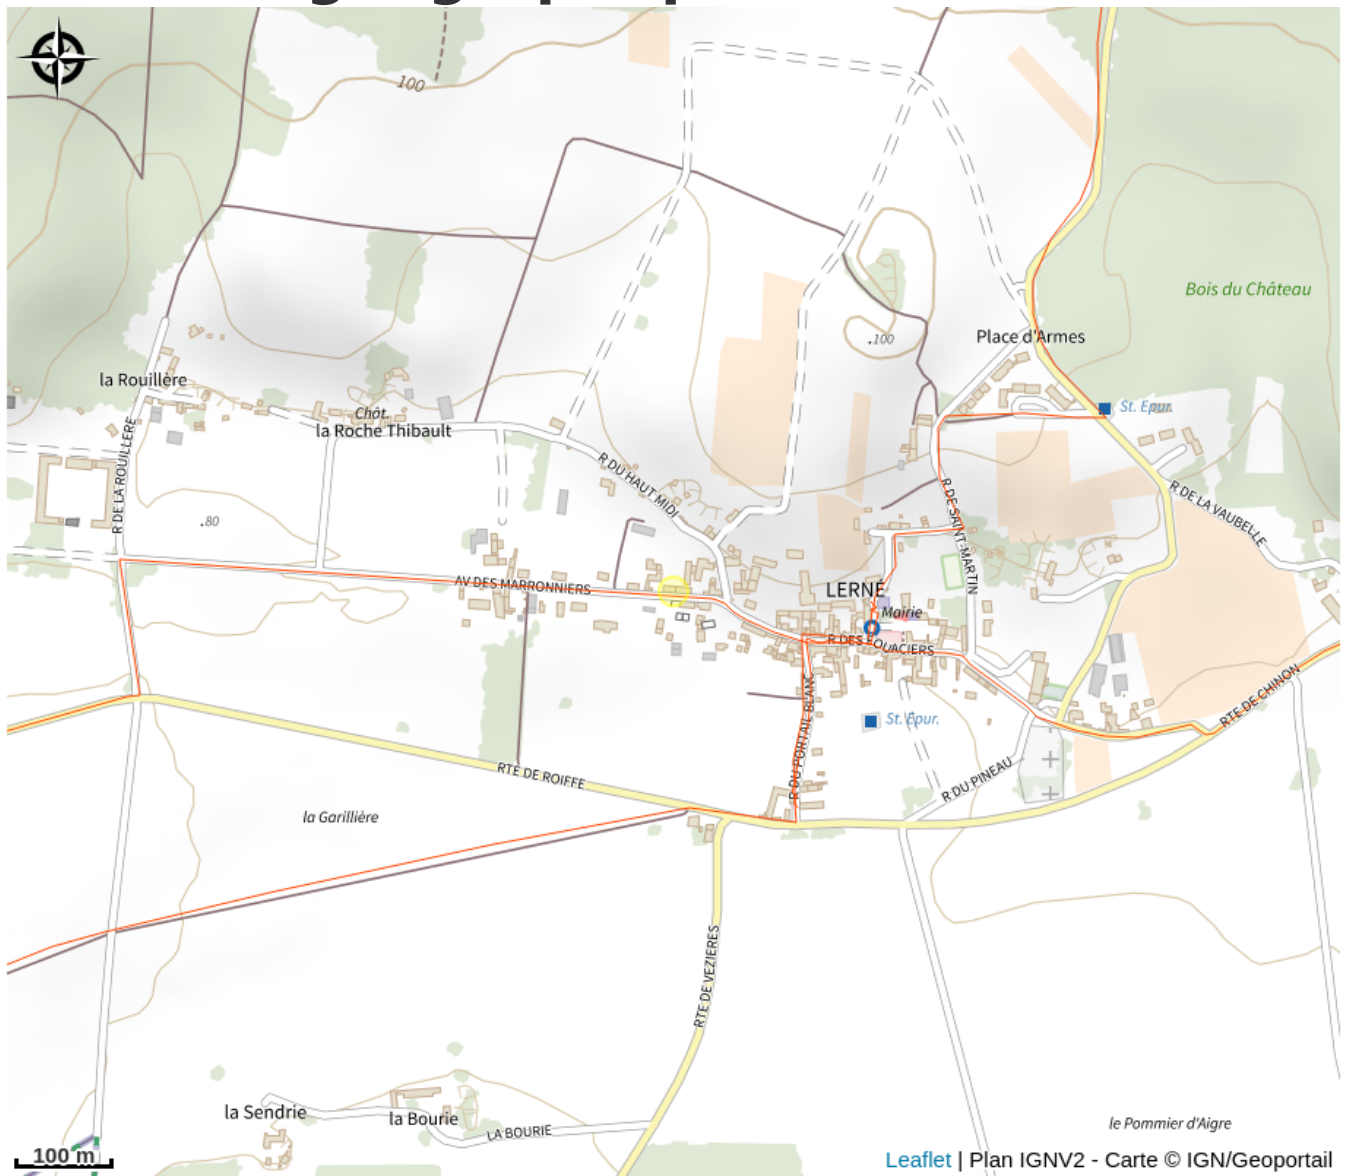 100
Bois du Château
Place d'Armes
.100
la Rouillère
Chât.
la Roche Thibault
St. Epur.
R DE LA ROUILLERE
R DU HAUT MIDI
R DE SAINT-MARTIN
R DE LA VAUBELLE
.80
AV DES MARRONNIERS
LERNÉ
Mairie
R DES FOUACIERS
R DU PORTAIL BLANC
St. Epur.
RTE DE CHINON
RTE DE ROIFFE
R DU PINEAU
la Garillière
RTE DE VEZIERES
la Sendrie
la Bourie
LA BOURIE
le Pommier d'Aigre
100 m
Leaflet | Plan IGNV2 - Carte © IGN/Geoportail